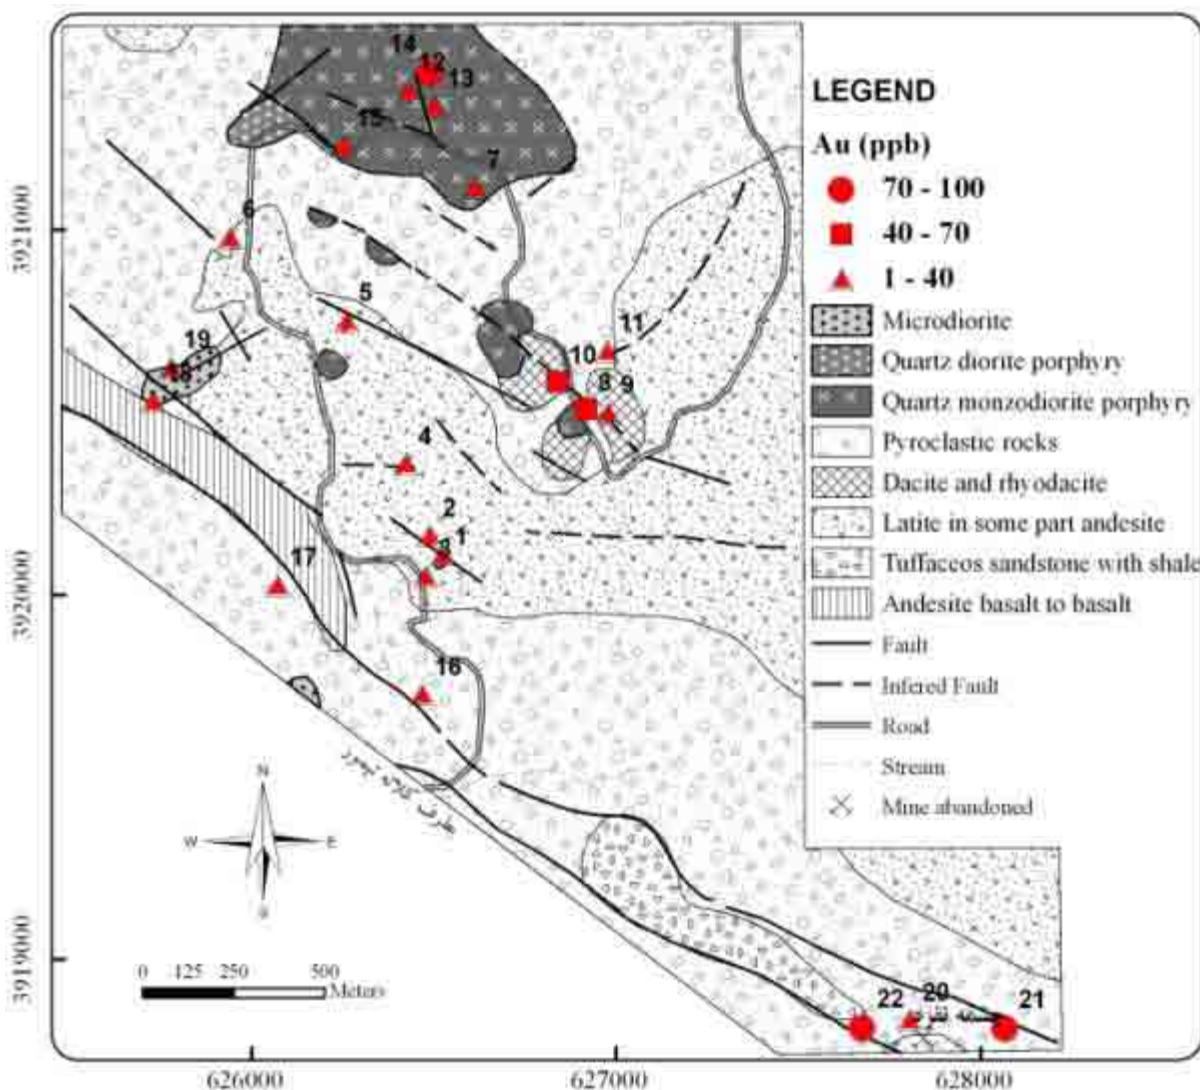 LEGEND
Au (ppb)
70 - 100
40 - 70
1 - 40
Microdiorite
Quartz diorite porphyry
Quartz monzodiorite porphyry
Pyroclastic rocks
Dacite and rhyodacite
Latite in some part andesite
Tuffaceos sandstone with shale
Andesite basalt to basalt
Fault
Infered Fault
Road
Stream
Mine abandoned
14
12
13
15
7
6
5
11
10
8 9
19
18
4
2
1
3
17
16
22 20 21
3921000
3920000
3919000
N
W E
S
0 125 250 500
Meters
626000 627000 628000
طرف کلاته تیمور